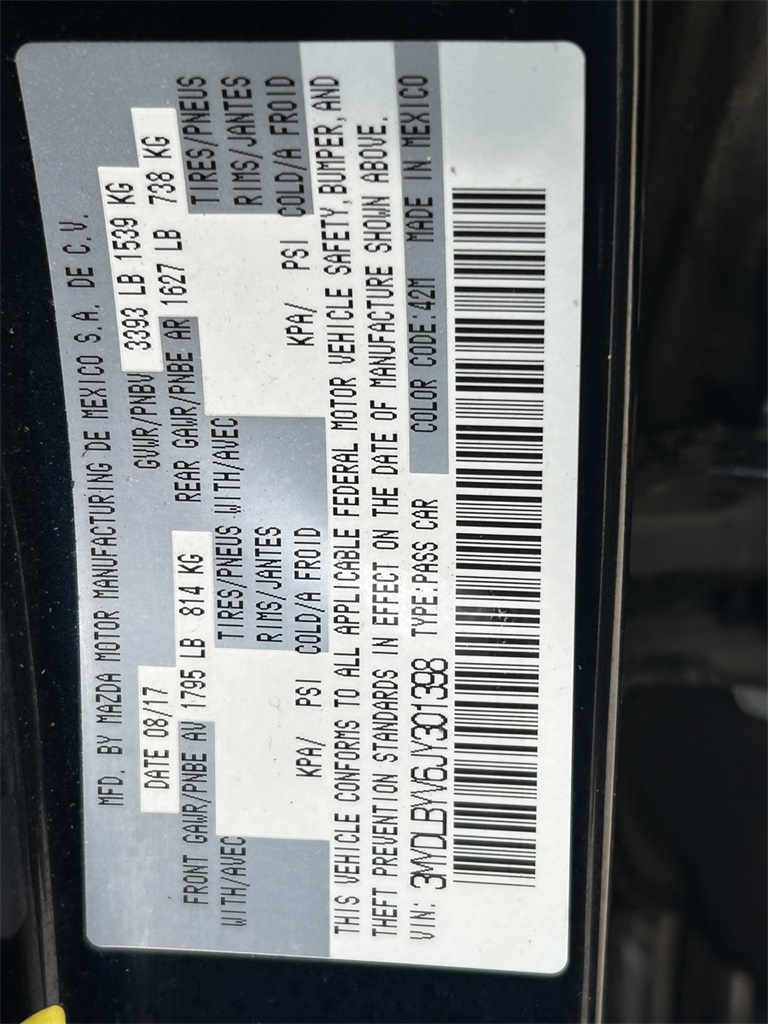 MFD. BY MAZDA MOTOR MANUFACTURING DE MEXICO S.A. DE C.V.
DATE 08/17 GVWR/PNBV 3393 LB 1539 KG
FRONT GAWR/PNBE AV 1795 LB 814 KG REAR GAWR/PNBE AR 1627 LB 738 KG
WITH/AVEC TIRES/PNEUS WITH/AVEC TIRES/PNEUS
RIMS/JANTES RIMS/JANTES
KPA/ PSI COLD/A FROID KPA/ PSI COLD/A FROID
THIS VEHICLE CONFORMS TO ALL APPLICABLE FEDERAL MOTOR VEHICLE SAFETY, BUMPER, AND
THEFT PREVENTION STANDARDS IN EFFECT ON THE DATE OF MANUFACTURE SHOWN ABOVE.
VIN: 3MYDLBYV6JY301398 TYPE:PASS CAR COLOR CODE:42M MADE IN MEXICO